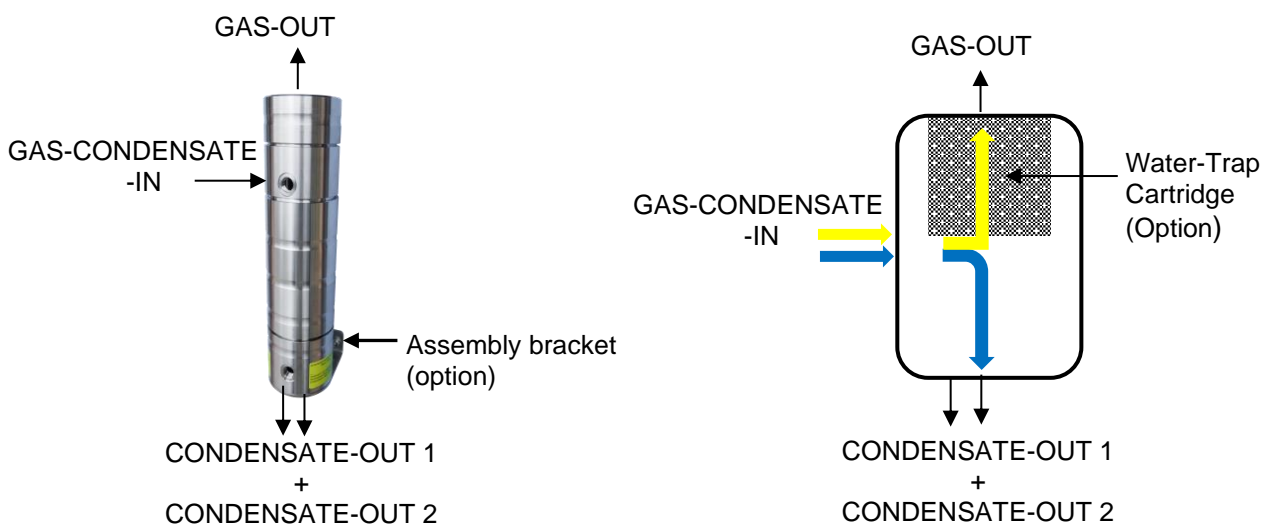 GAS-OUT
GAS-CONDENSATE
-IN
Assembly bracket
(option)
CONDENSATE-OUT 1
+
CONDENSATE-OUT 2
GAS-OUT
Water-Trap
Cartridge
(Option)
GAS-CONDENSATE
-IN
CONDENSATE-OUT 1
+
CONDENSATE-OUT 2